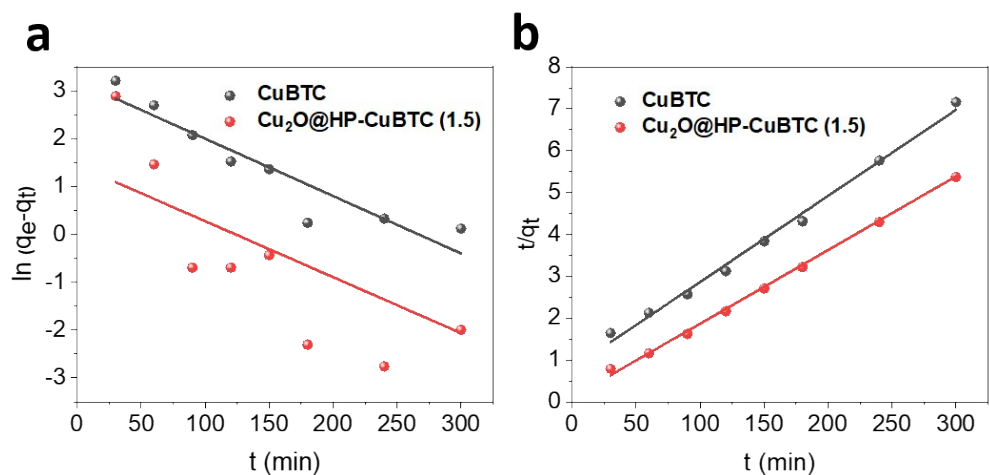 a
ln (qe-qt)
3
2
1
0
-1
-2
-3
CuBTC
Cu2O@HP-CuBTC (1.5)
0 50 100 150 200 250 300
t (min)
b
t/qt
8
7
6
5
4
3
2
1
0
CuBTC
Cu2O@HP-CuBTC (1.5)
0 50 100 150 200 250 300
t (min)